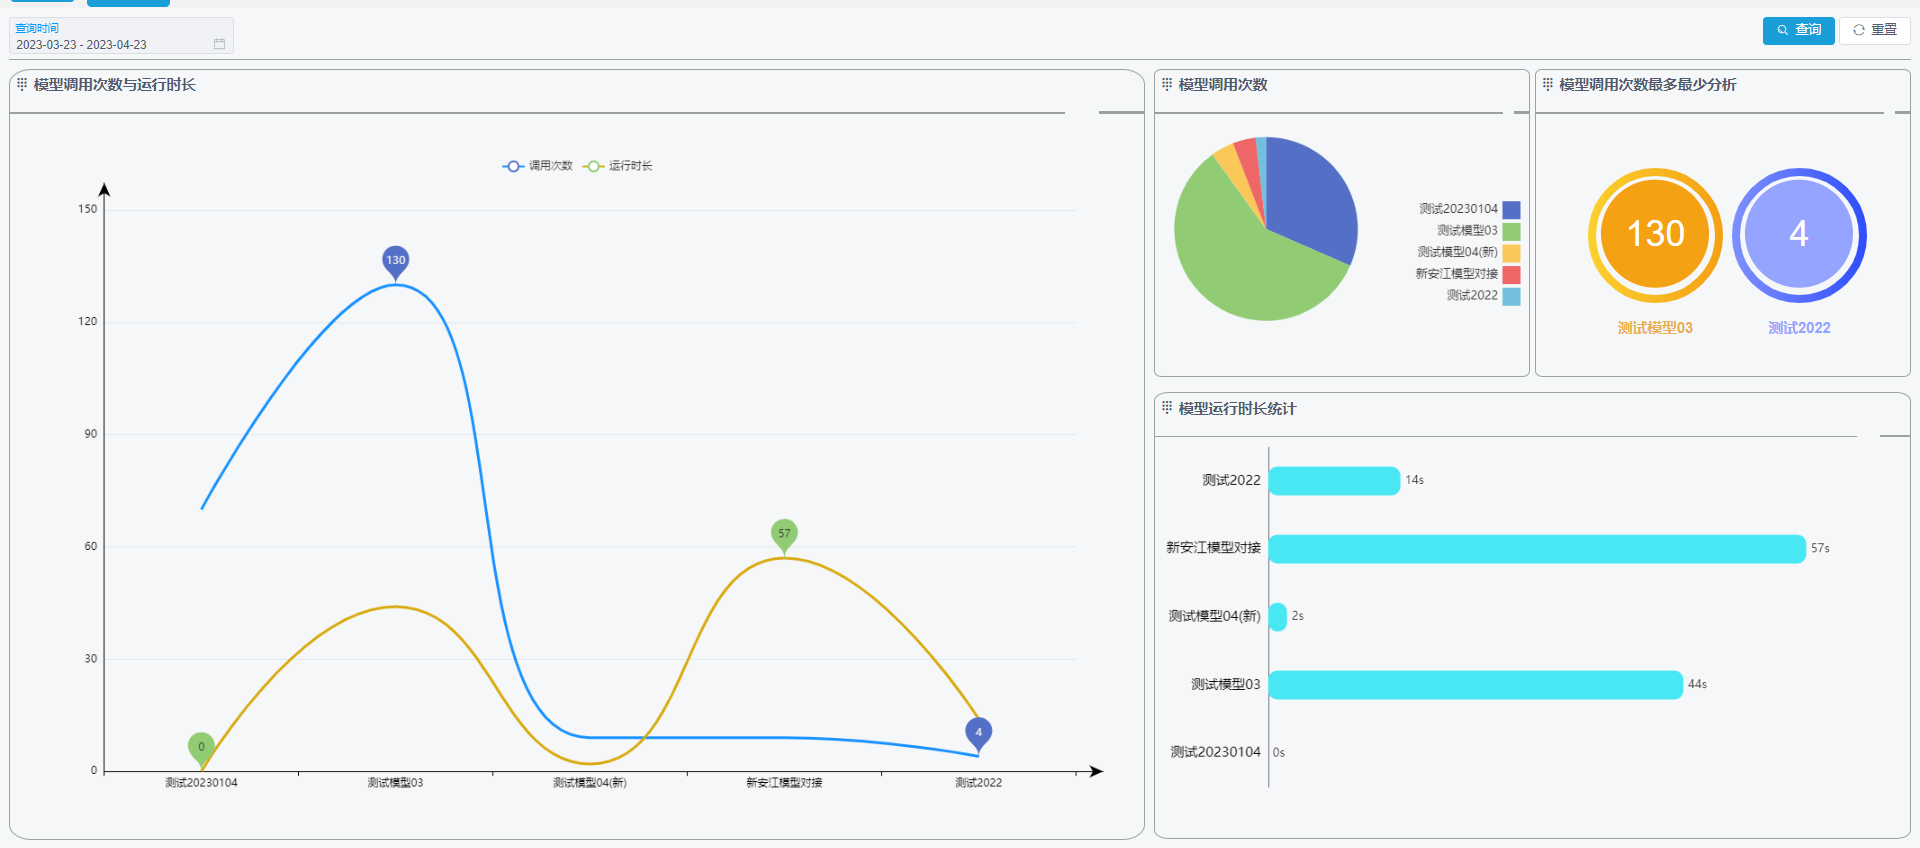 查询时间
2023-03-23 - 2023-04-23
查询
重置
模型调用次数与运行时长
调用次数
运行时长
150
120
90
60
30
0
130
57
0
4
测试20230104
测试模型03
测试模型04(新)
新安江模型对接
测试2022
模型调用次数
测试20230104
测试模型03
测试模型04(新)
新安江模型对接
测试2022
模型调用次数最多最少分析
130
4
测试模型03
测试2022
模型运行时长统计
测试2022
14s
新安江模型对接
57s
测试模型04(新)
2s
测试模型03
44s
测试20230104
0s